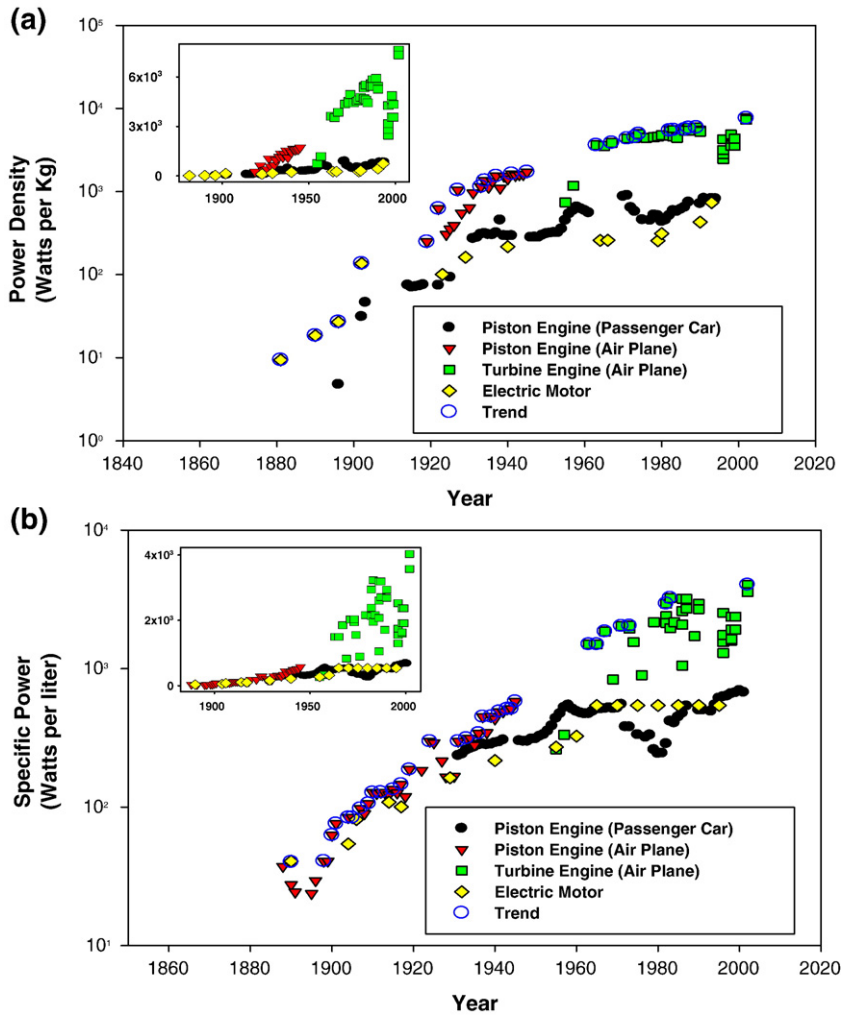 (a)
10⁵
10⁴
10³
10²
10¹
10⁰
Power Density
(Watts per Kg)
6x10³
3x10³
0
1900
1950
2000
Piston Engine (Passenger Car)
Piston Engine (Air Plane)
Turbine Engine (Air Plane)
Electric Motor
Trend
1840
1860
1880
1900
1920
1940
1960
1980
2000
2020
Year
(b)
10⁴
10³
10²
10¹
Specific Power
(Watts per liter)
4x10³
2x10³
0
1900
1950
2000
Piston Engine (Passenger Car)
Piston Engine (Air Plane)
Turbine Engine (Air Plane)
Electric Motor
Trend
1860
1880
1900
1920
1940
1960
1980
2000
2020
Year